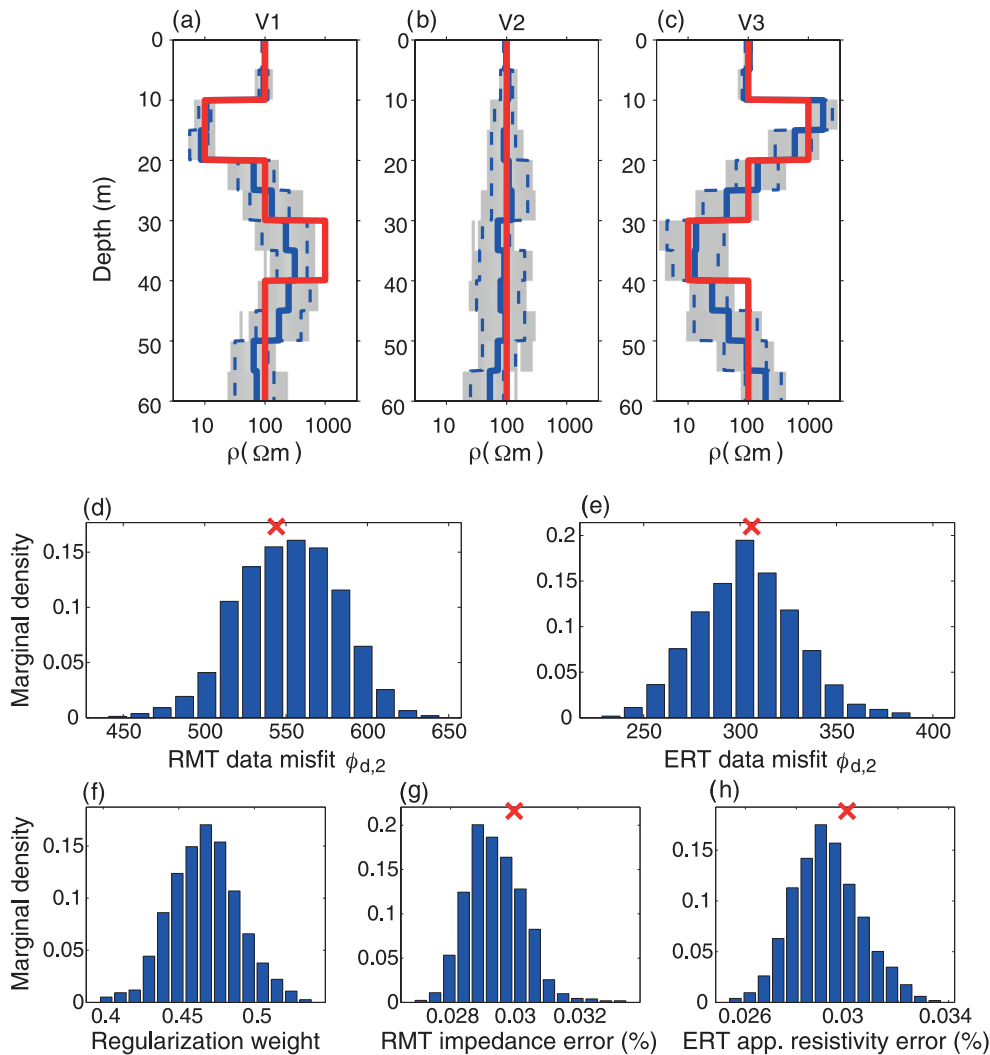 (a) V1 (b) V2 (c) V3
0 0 0
10 10 10
20 20 20
30 30 30
40 40 40
50 50 50
60 60 60
Depth (m)
10 100 1000 10 100 1000 10 100 1000
ρ( Ωm) ρ( Ωm) ρ( Ωm)
(d)
0.15
0.1
0.05
0
Marginal density
450 500 550 600 650
RMT data misfit ϕd,2
(e)
0.2
0.15
0.1
0.05
0
250 300 350 400
ERT data misfit ϕd,2
(f)
0.15
0.1
0.05
0
Marginal density
0.4 0.45 0.5
Regularization weight
(g)
0.2
0.15
0.1
0.05
0
0.028 0.03 0.032
RMT impedance error (%)
(h)
0.15
0.1
0.05
0
0.026 0.03 0.034
ERT app. resistivity error (%)